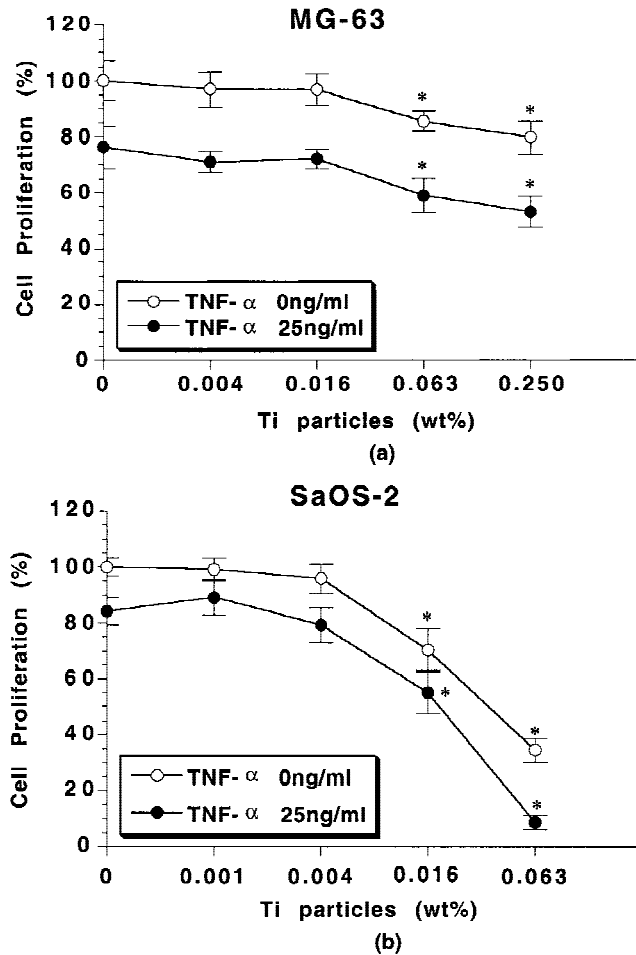 MG-63
120
100
80
60
40
20
0
Cell Proliferation (%)
*
*
*
*
TNF-α 0ng/ml
TNF-α 25ng/ml
0 0.004 0.016 0.063 0.250
Ti particles (wt%)
(a)
SaOS-2
120
100
80
60
40
20
0
Cell Proliferation (%)
*
*
*
*
TNF-α 0ng/ml
TNF-α 25ng/ml
0 0.001 0.004 0.016 0.063
Ti particles (wt%)
(b)